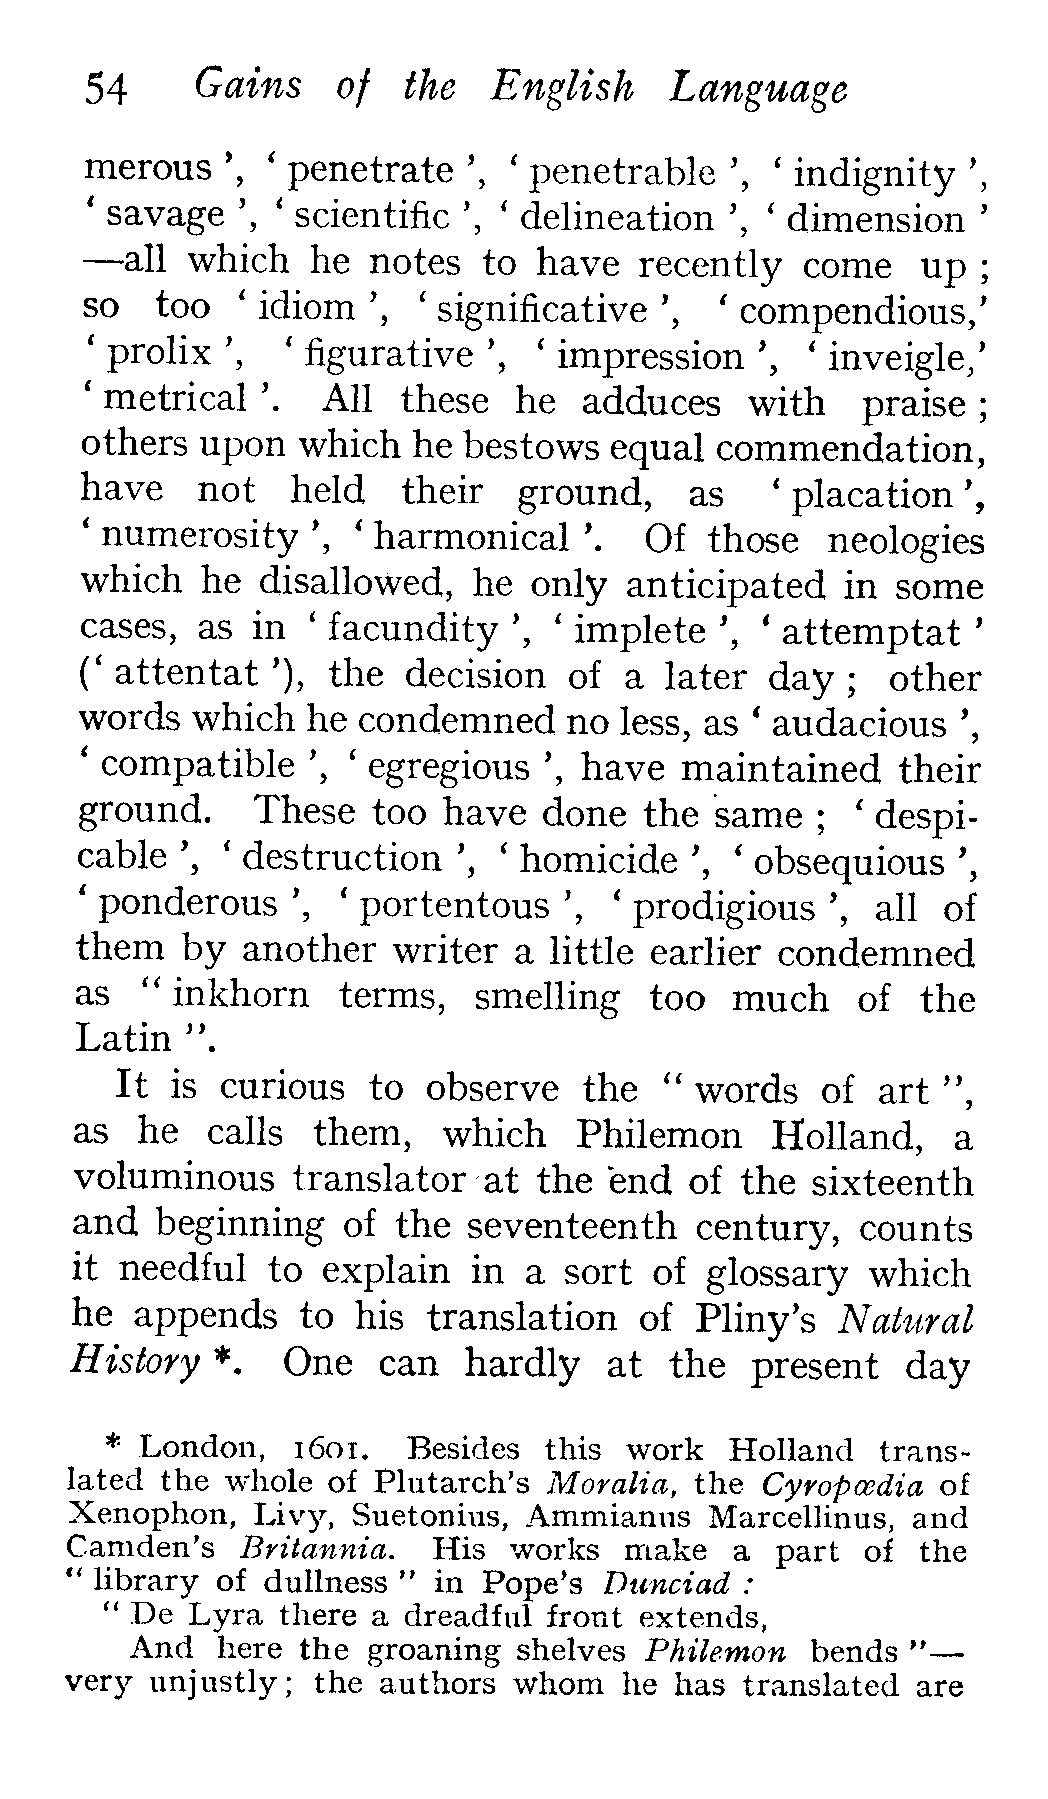 54 Gains of the English Language
merous ’, ‘ penetrate ’, ‘ penetrable ’, ‘ indignity ’,
‘ savage ’, ‘ scientific ’, ‘ delineation ’, ‘ dimension ’
—all which he notes to have recently come up ;
so too ‘ idiom ’, ‘ significative ’, ‘ compendious,’
‘ prolix ’, ‘ figurative ’, ‘ impression ’, ‘ inveigle,’
‘ metrical ’. All these he adduces with praise ;
others upon which he bestows equal commendation,
have not held their ground, as ‘ placation ’,
‘ numerosity ’, ‘ harmonical ’. Of those neologies
which he disallowed, he only anticipated in some
cases, as in ‘ facundity ’, ‘ implete ’, ‘ attemptat ’
(‘ attentat ’), the decision of a later day ; other
words which he condemned no less, as ‘ audacious ’,
‘ compatible ’, ‘ egregious ’, have maintained their
ground. These too have done the same ; ‘ despi-
cable ’, ‘ destruction ’, ‘ homicide ’, ‘ obsequious ’,
‘ ponderous ’, ‘ portentous ’, ‘ prodigious ’, all of
them by another writer a little earlier condemned
as “ inkhorn terms, smelling too much of the
Latin ”.
It is curious to observe the “ words of art ”,
as he calls them, which Philemon Holland, a
voluminous translator at the end of the sixteenth
and beginning of the seventeenth century, counts
it needful to explain in a sort of glossary which
he appends to his translation of Pliny’s Natural
History *. One can hardly at the present day
* London, 1601. Besides this work Holland trans-
lated the whole of Plutarch’s Moralia, the Cyropœdia of
Xenophon, Livy, Suetonius, Ammianus Marcellinus, and
Camden’s Britannia. His works make a part of the
“ library of dullness ” in Pope’s Dunciad :
“ De Lyra there a dreadful front extends,
And here the groaning shelves Philemon bends ”—
very unjustly ; the authors whom he has translated are